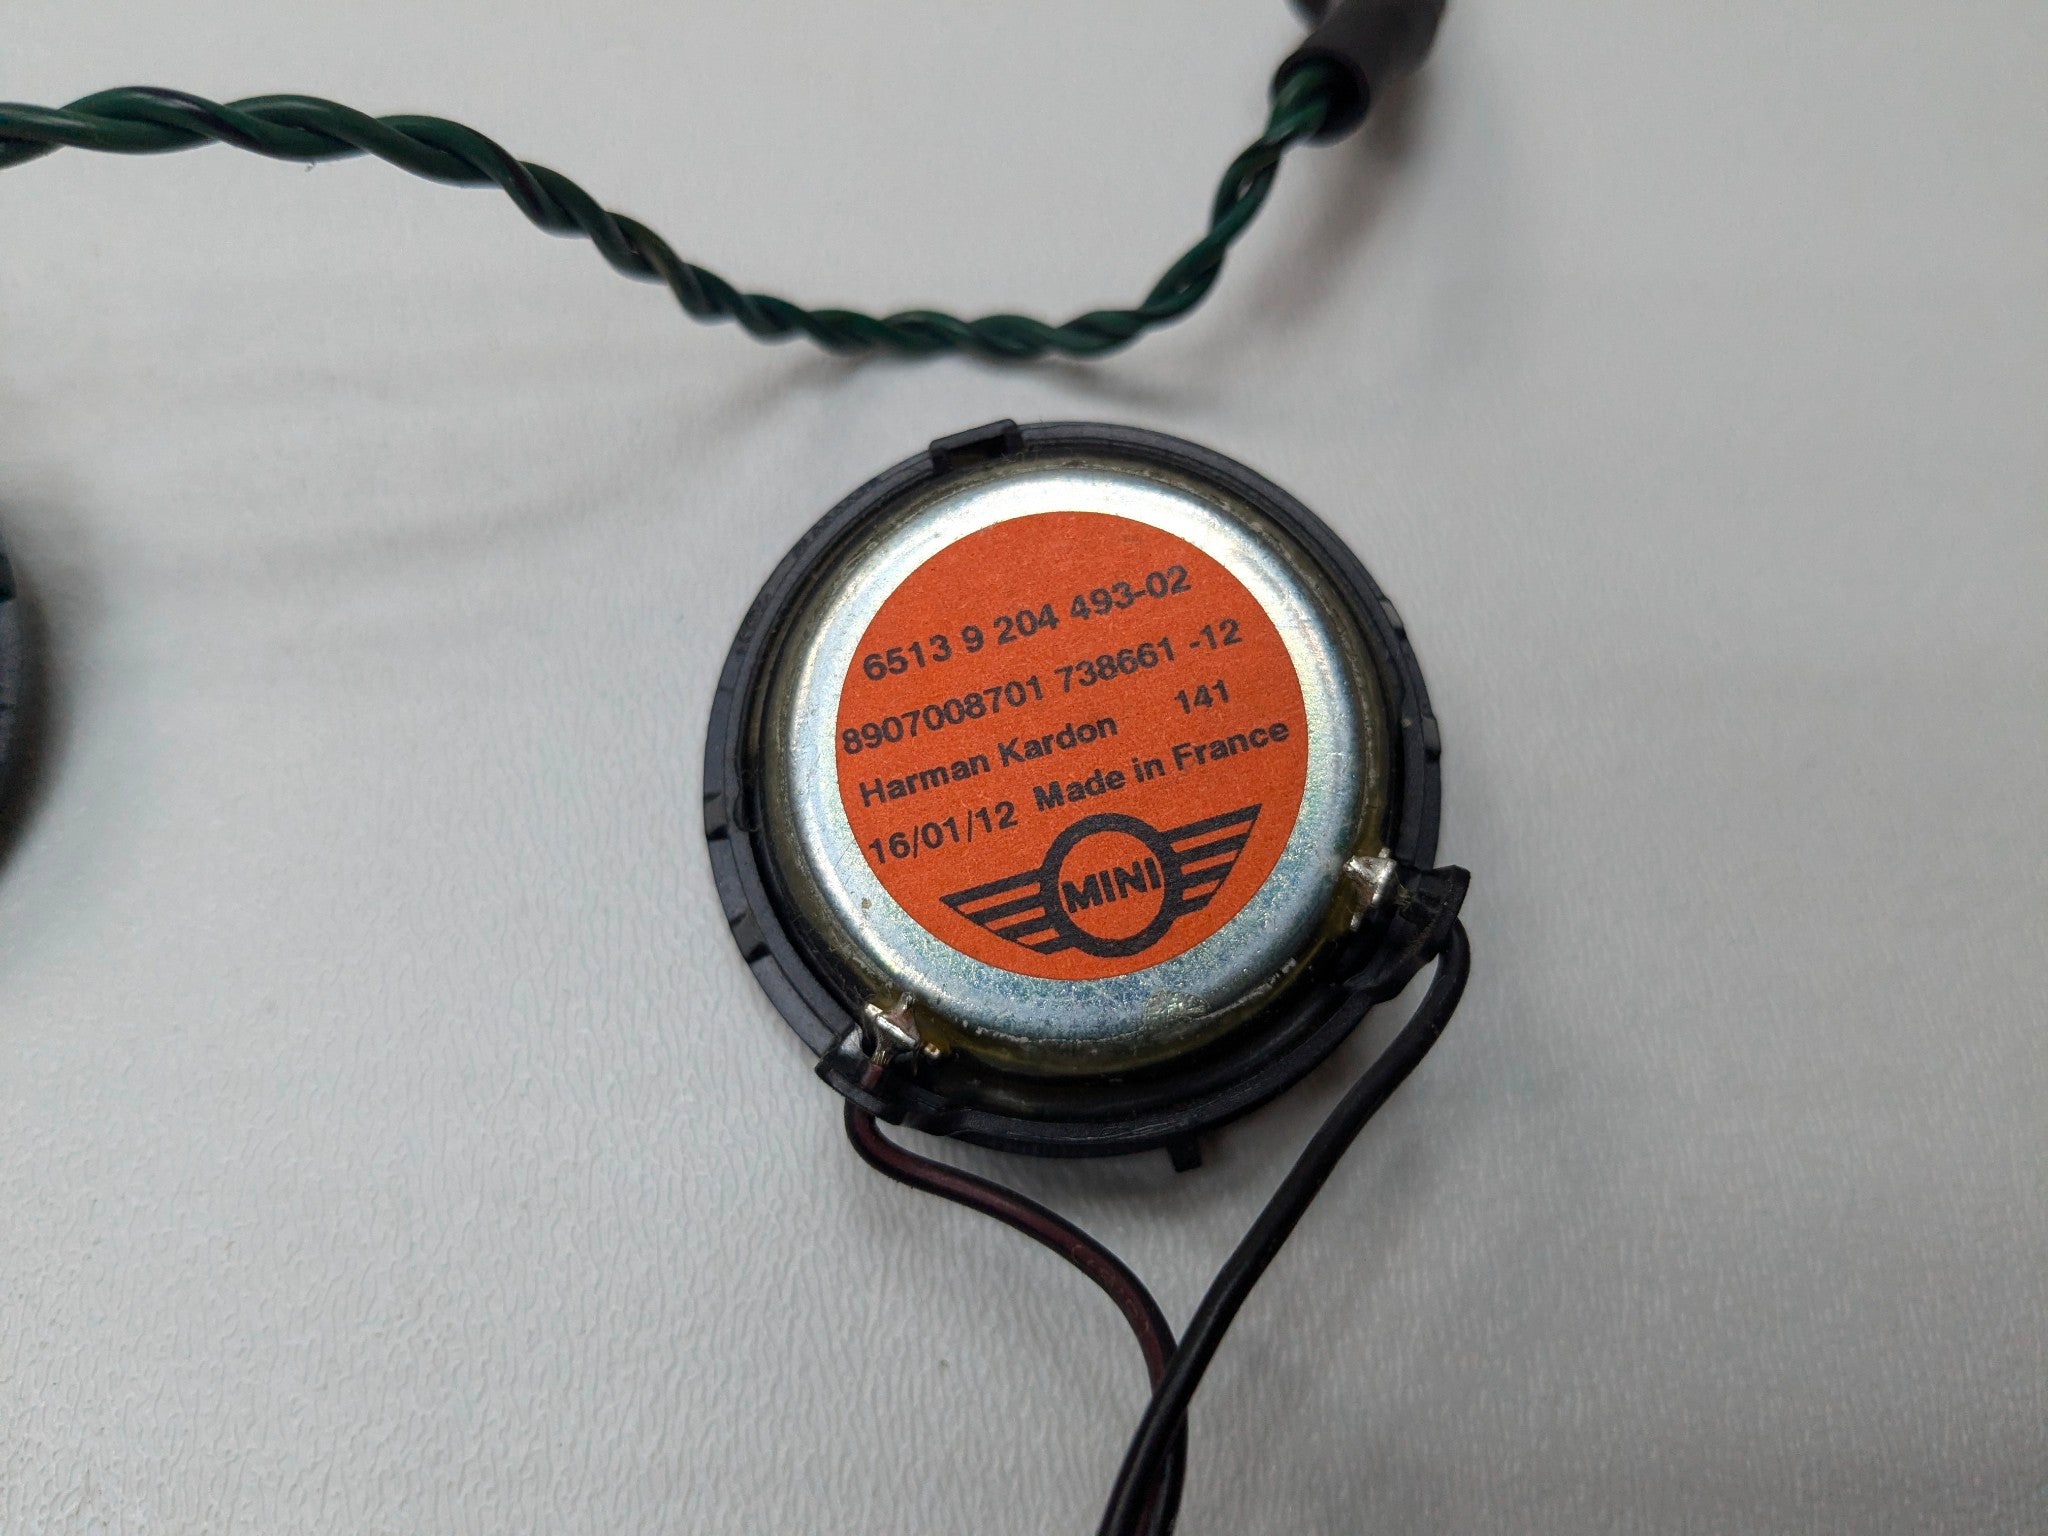 6513 9 204 493-02
8907008701 738661 -12
Harman Kardon 141
16/01/12 Made in France
MINI